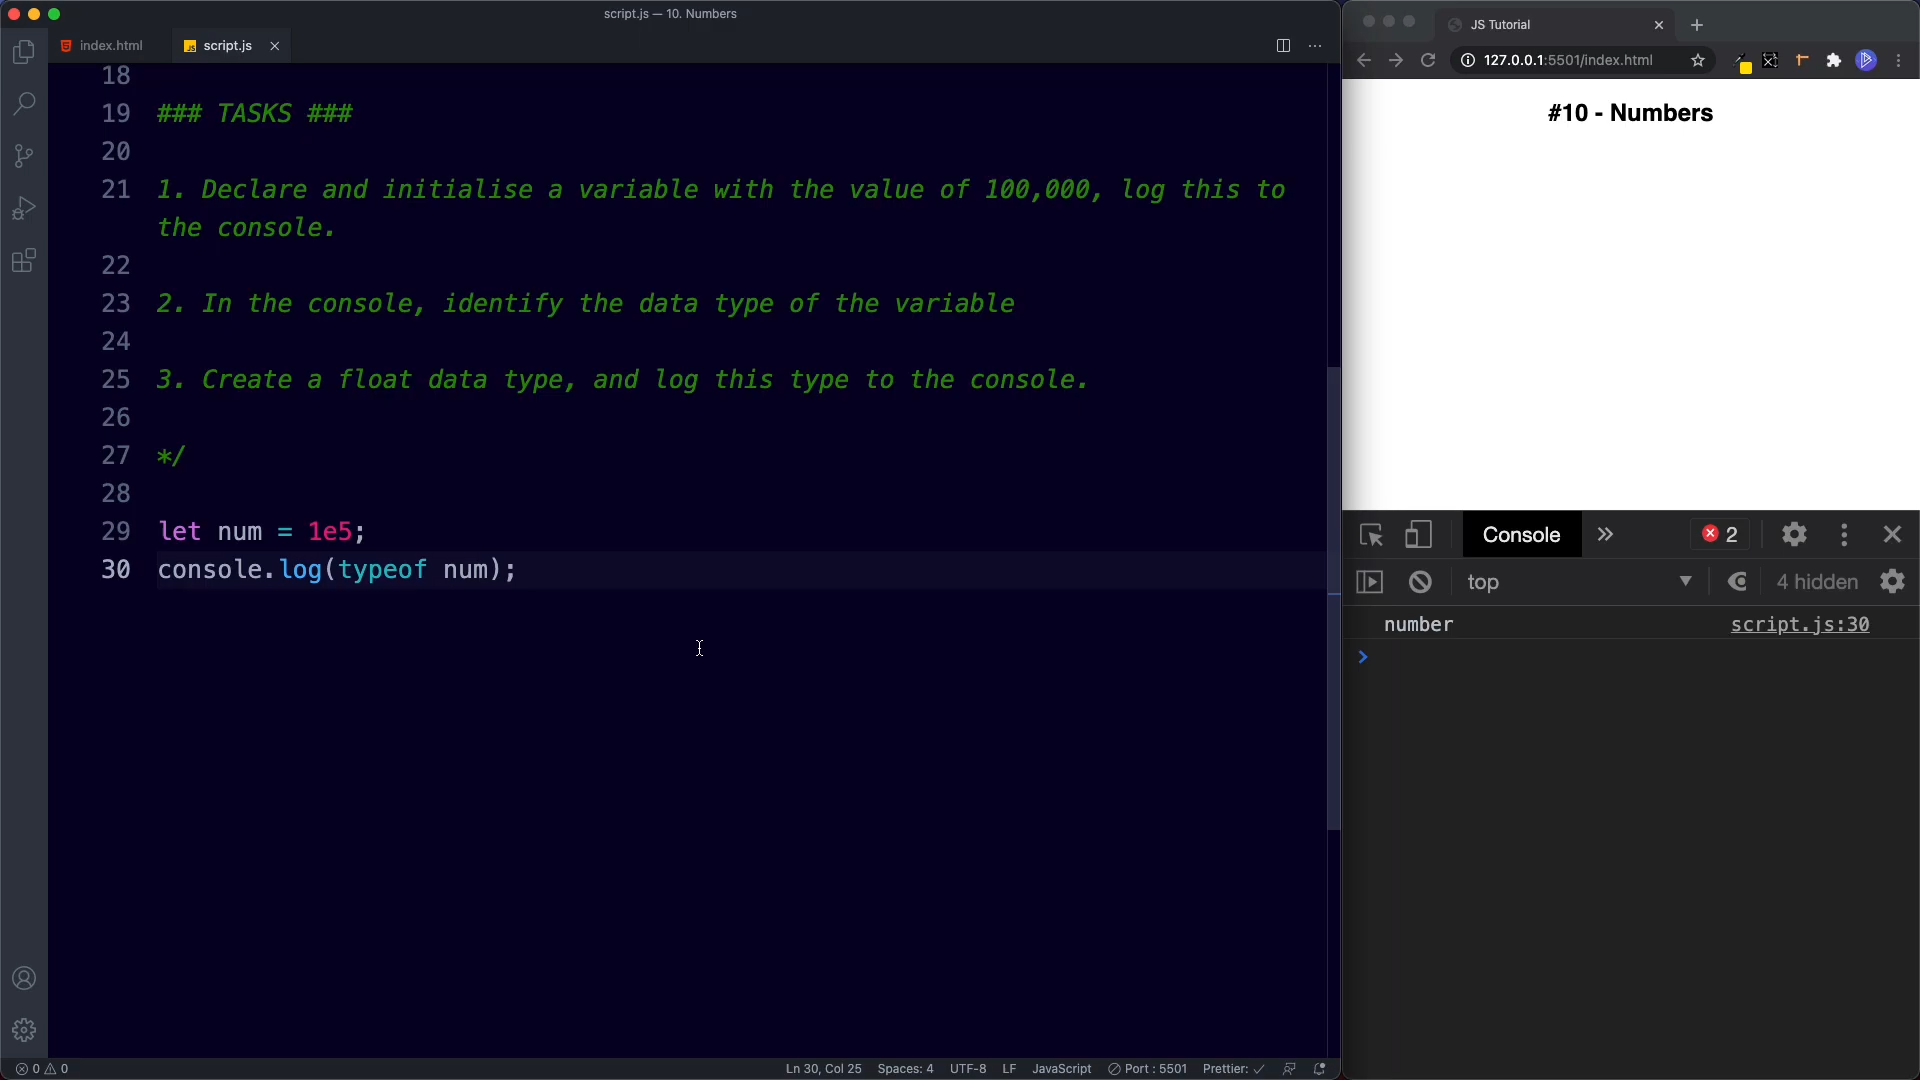 script.js — 10. Numbers
index.html
script.js
18
19 ### TASKS ###
20
21 1. Declare and initialise a variable with the value of 100,000, log this to
the console.
22
23 2. In the console, identify the data type of the variable
24
25 3. Create a float data type, and log this type to the console.
26
27 */
28
29 let num = 1e5;
30 console.log(typeof num);
0 0
Ln 30, Col 25 Spaces: 4 UTF-8 LF JavaScript Port : 5501 Prettier: ✓
JS Tutorial
127.0.0.1:5501/index.html
#10 - Numbers
Console » 2
top 4 hidden
number script.js:30
>